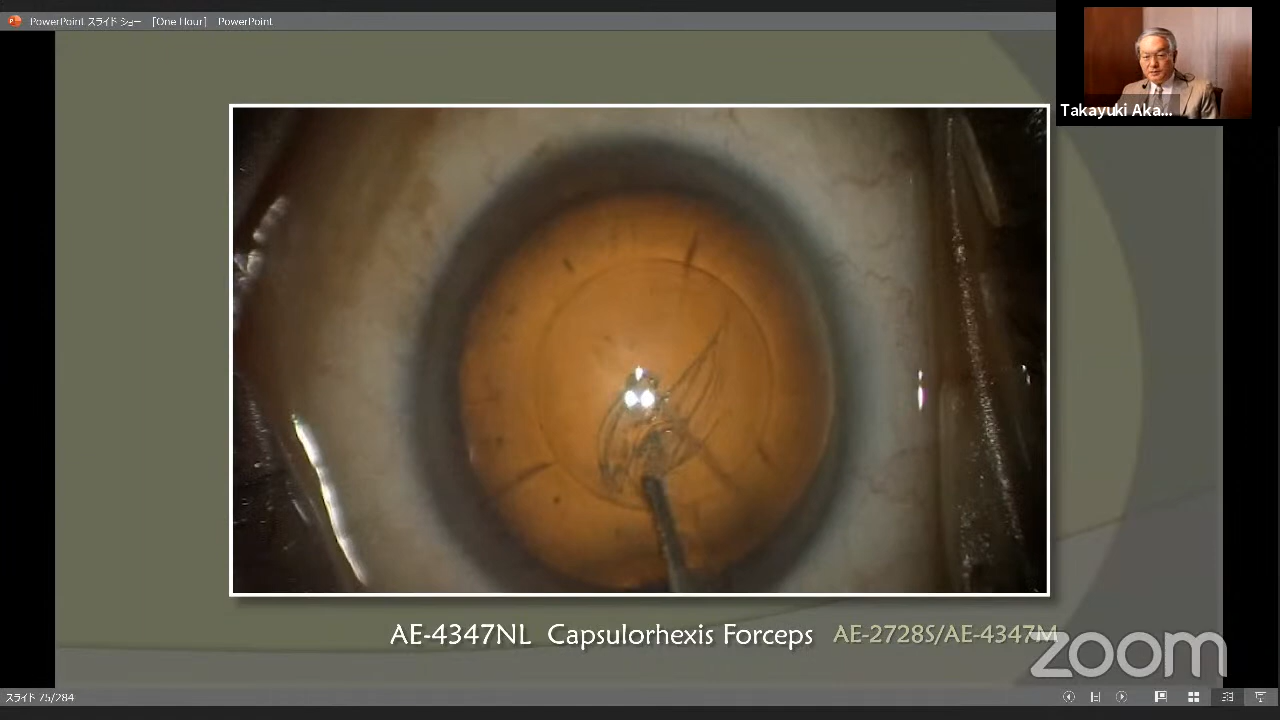 PowerPoint スライド ショー - [One Hour] - PowerPoint
Takayuki Aka...
AE-4347NL Capsulorhexis Forceps AE-2728S/AE-4347M
zoom
スライド 75/284